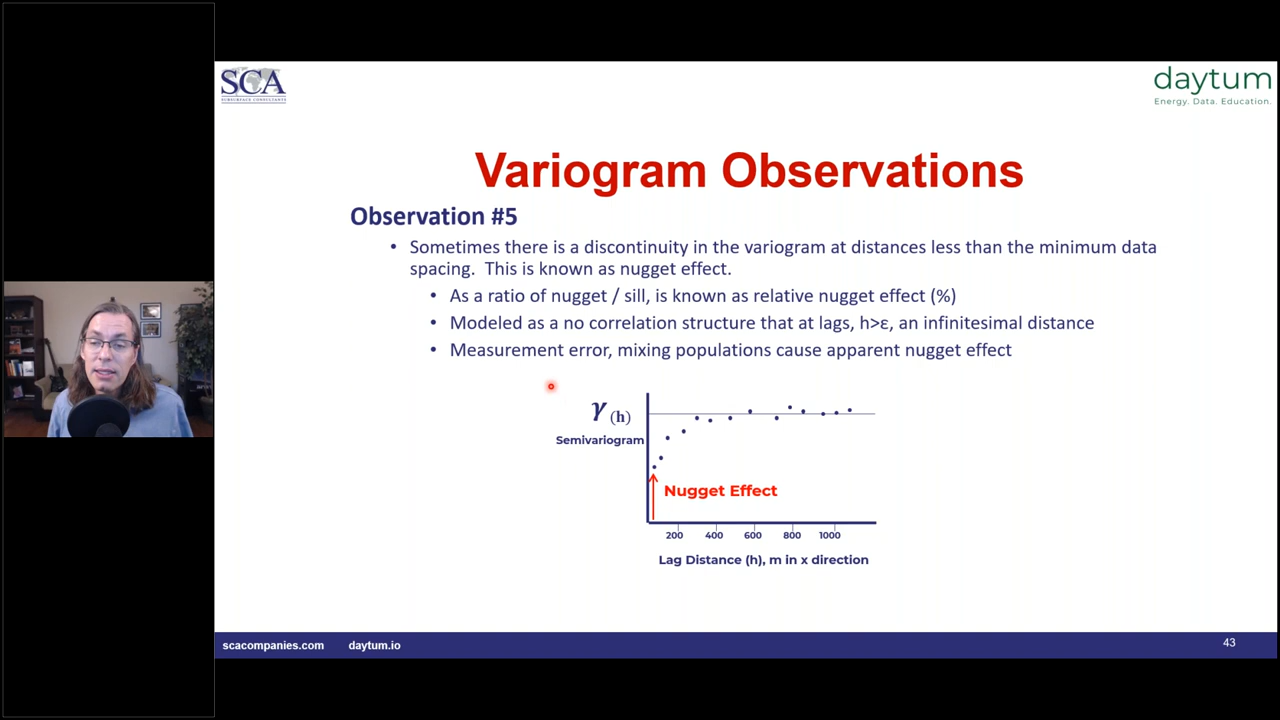 SCA
SUBSURFACE CONSULTANTS
daytum
Energy. Data. Education.
Variogram Observations
Observation #5
• Sometimes there is a discontinuity in the variogram at distances less than the minimum data
spacing. This is known as nugget effect.
• As a ratio of nugget / sill, is known as relative nugget effect (%)
• Modeled as a no correlation structure that at lags, h>ε, an infinitesimal distance
• Measurement error, mixing populations cause apparent nugget effect
γ (h)
Semivariogram
Nugget Effect
200 400 600 800 1000
Lag Distance (h), m in x direction
scacompanies.com daytum.io
43